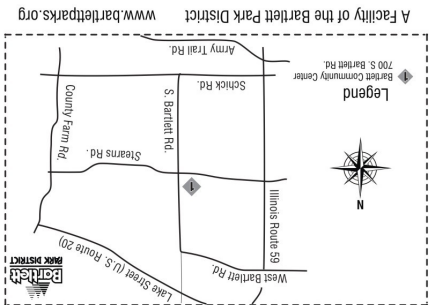 Bartlett
PARK DISTRICT
Lake Street (U.S. Route 20)
West Bartlett Rd.
N
Illinois Route 59
1
Stearns Rd.
County Farm Rd.
S. Bartlett Rd.
Schick Rd.
Army Trail Rd.
Legend
1 Bartlett Community Center
700 S. Bartlett Rd.
A Facility of the Bartlett Park District www.bartlettparks.org